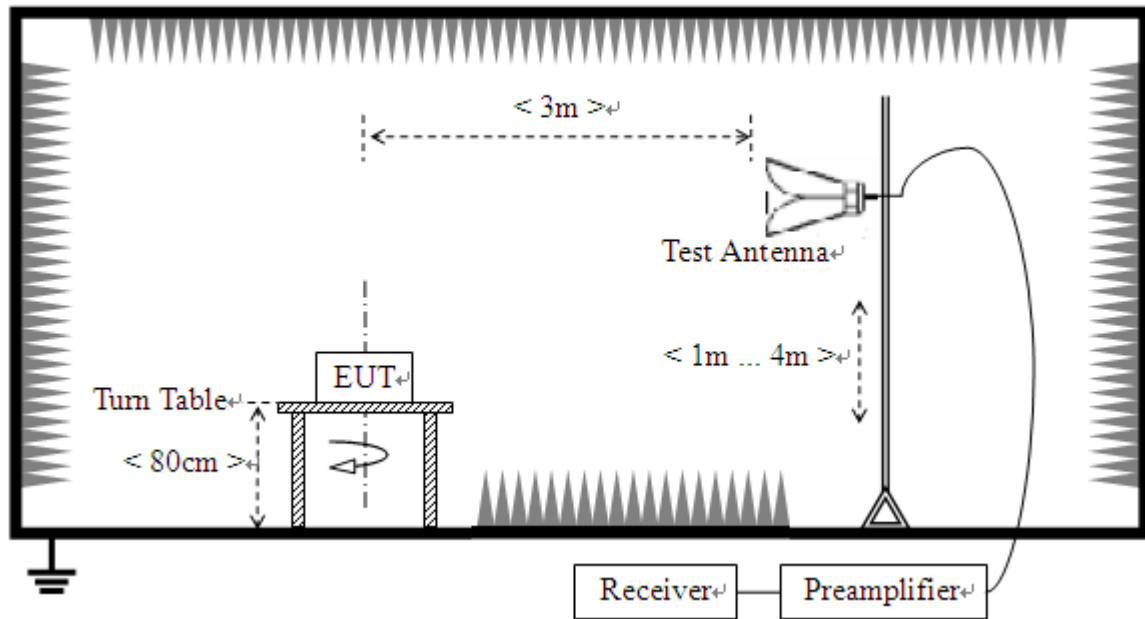 < 3m >↵
Test Antenna↵
< 1m ... 4m >↵
EUT↵
Turn Table↵
< 80cm >↵
Receiver↵
Preamplifier↵